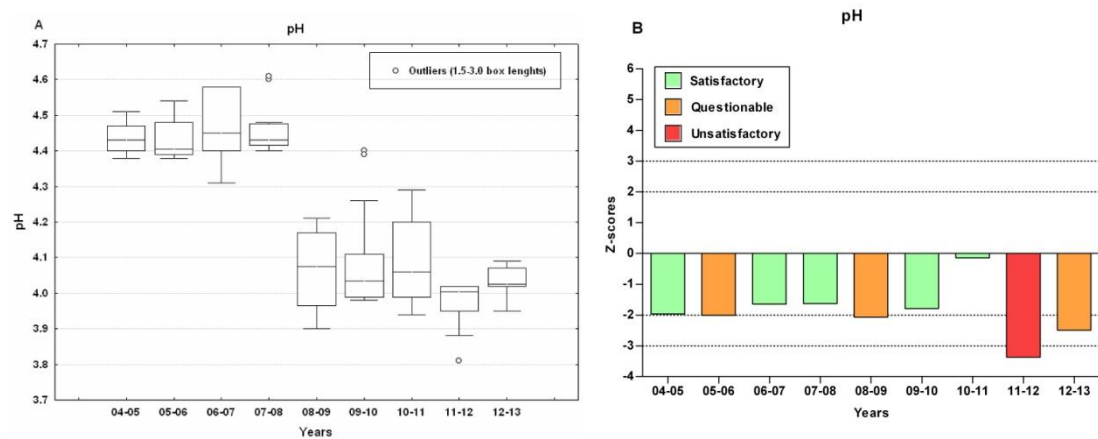 A
pH
Outliers (1.5-3.0 box lenghts)
4.7
4.6
4.5
4.4
4.3
4.2
4.1
4.0
3.9
3.8
3.7
pH
04-05 05-06 06-07 07-08 08-09 09-10 10-11 11-12 12-13
Years
B
pH
Satisfactory
Questionable
Unsatisfactory
6
5
4
3
2
1
0
-1
-2
-3
-4
Z-scores
04-05 05-06 06-07 07-08 08-09 09-10 10-11 11-12 12-13
Years